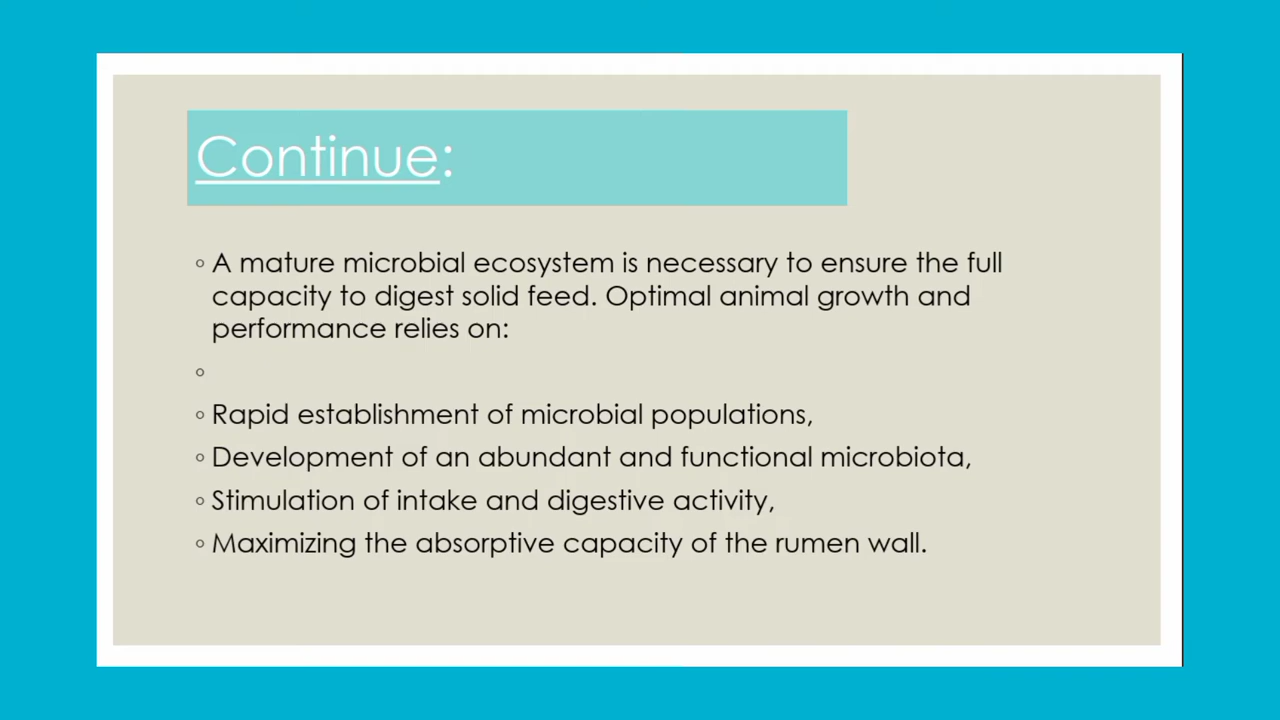 Continue:
◦ A mature microbial ecosystem is necessary to ensure the full
capacity to digest solid feed. Optimal animal growth and
performance relies on:
◦
◦ Rapid establishment of microbial populations,
◦ Development of an abundant and functional microbiota,
◦ Stimulation of intake and digestive activity,
◦ Maximizing the absorptive capacity of the rumen wall.